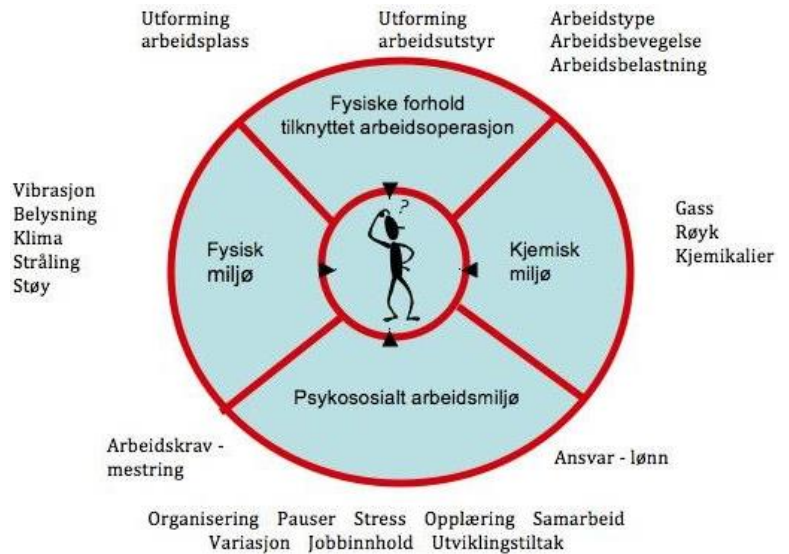 Utforming
arbeidsplass
Utforming
arbeidsutstyr
Arbeidstype
Arbeidsbevegelse
Arbeidsbelastning
Fysiske forhold
tilknyttet arbeidsoperasjon
Vibrasjon
Belysning
Klima
Stråling
Støy
Fysisk
miljø
?
Kjemisk
miljø
Gass
Røyk
Kjemikalier
Psykososialt arbeidsmiljø
Arbeidskrav -
mestring
Ansvar - lønn
Organisering Pauser Stress Opplæring Samarbeid
Variasjon Jobbinnhold Utviklingstiltak